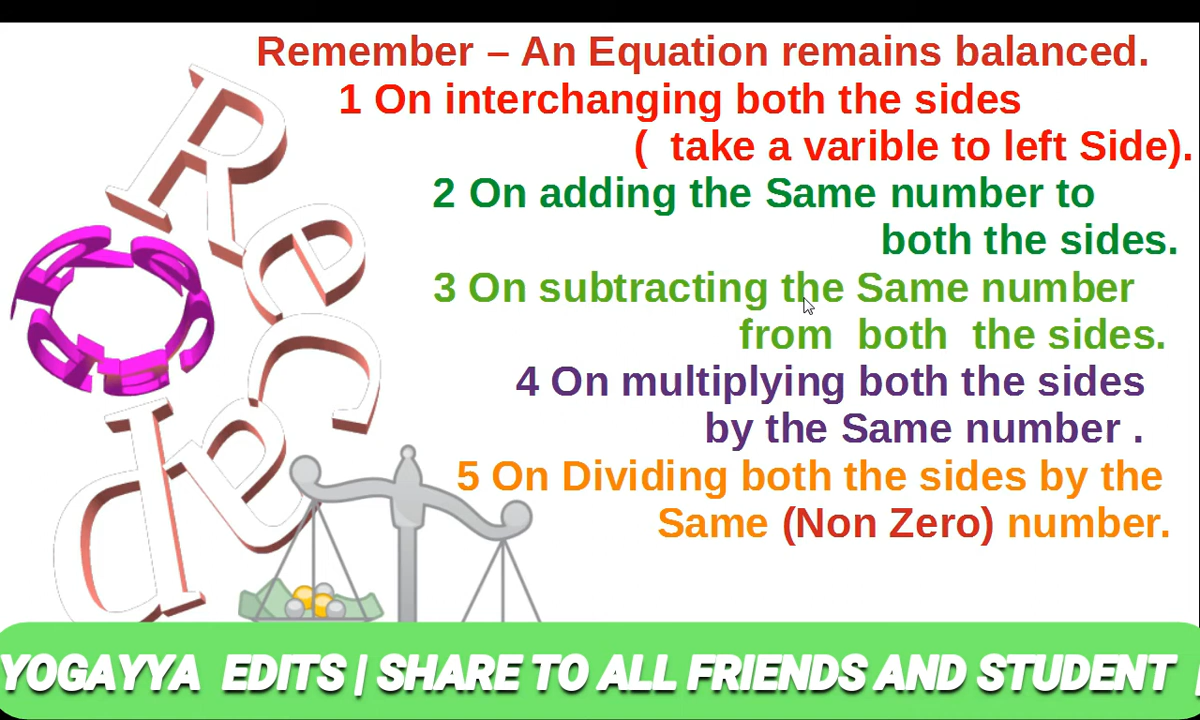 Remember – An Equation remains balanced.
1 On interchanging both the sides
( take a varible to left Side).
2 On adding the Same number to
both the sides.
3 On subtracting the Same number
from both the sides.
4 On multiplying both the sides
by the Same number .
5 On Dividing both the sides by the
Same (Non Zero) number.
Recap
YOGAYYA EDITS | SHARE TO ALL FRIENDS AND STUDENT